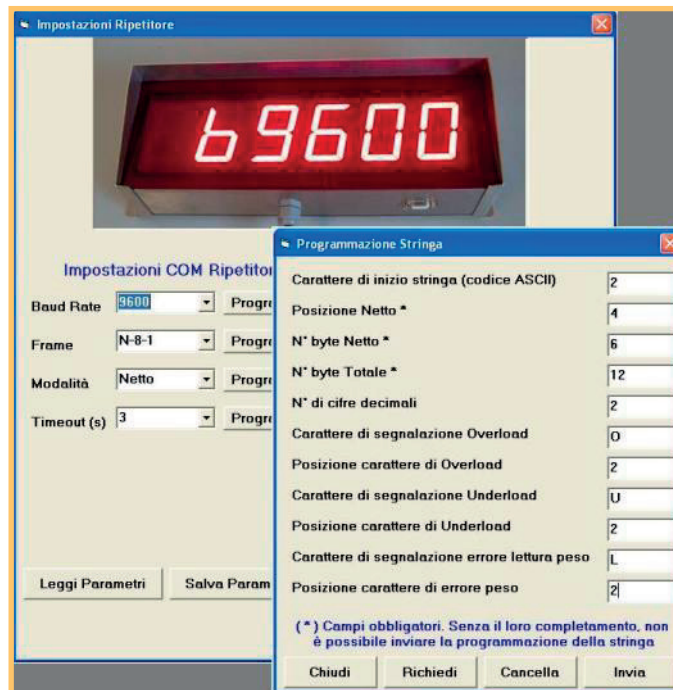 Impostazioni Ripetitore
b9600
Programmazione Stringa
Impostazioni COM Ripetitor
Baud Rate 9600 Progr
Frame N-8-1 Progr
Modalità Netto Progr
Timeout (s) 3 Progr
Leggi Parametri Salva Param
Carattere di inizio stringa (codice ASCII) 2
Posizione Netto * 4
N° byte Netto * 6
N° byte Totale * 12
N° di cifre decimali 2
Carattere di segnalazione Overload O
Posizione carattere di Overload 2
Carattere di segnalazione Underload U
Posizione carattere di Underload 2
Carattere di segnalazione errore lettura peso L
Posizione carattere di errore peso 2
(*) Campi obbligatori. Senza il loro completamento, non
è possibile inviare la programmazione della stringa
Chiudi Richiedi Cancella Invia